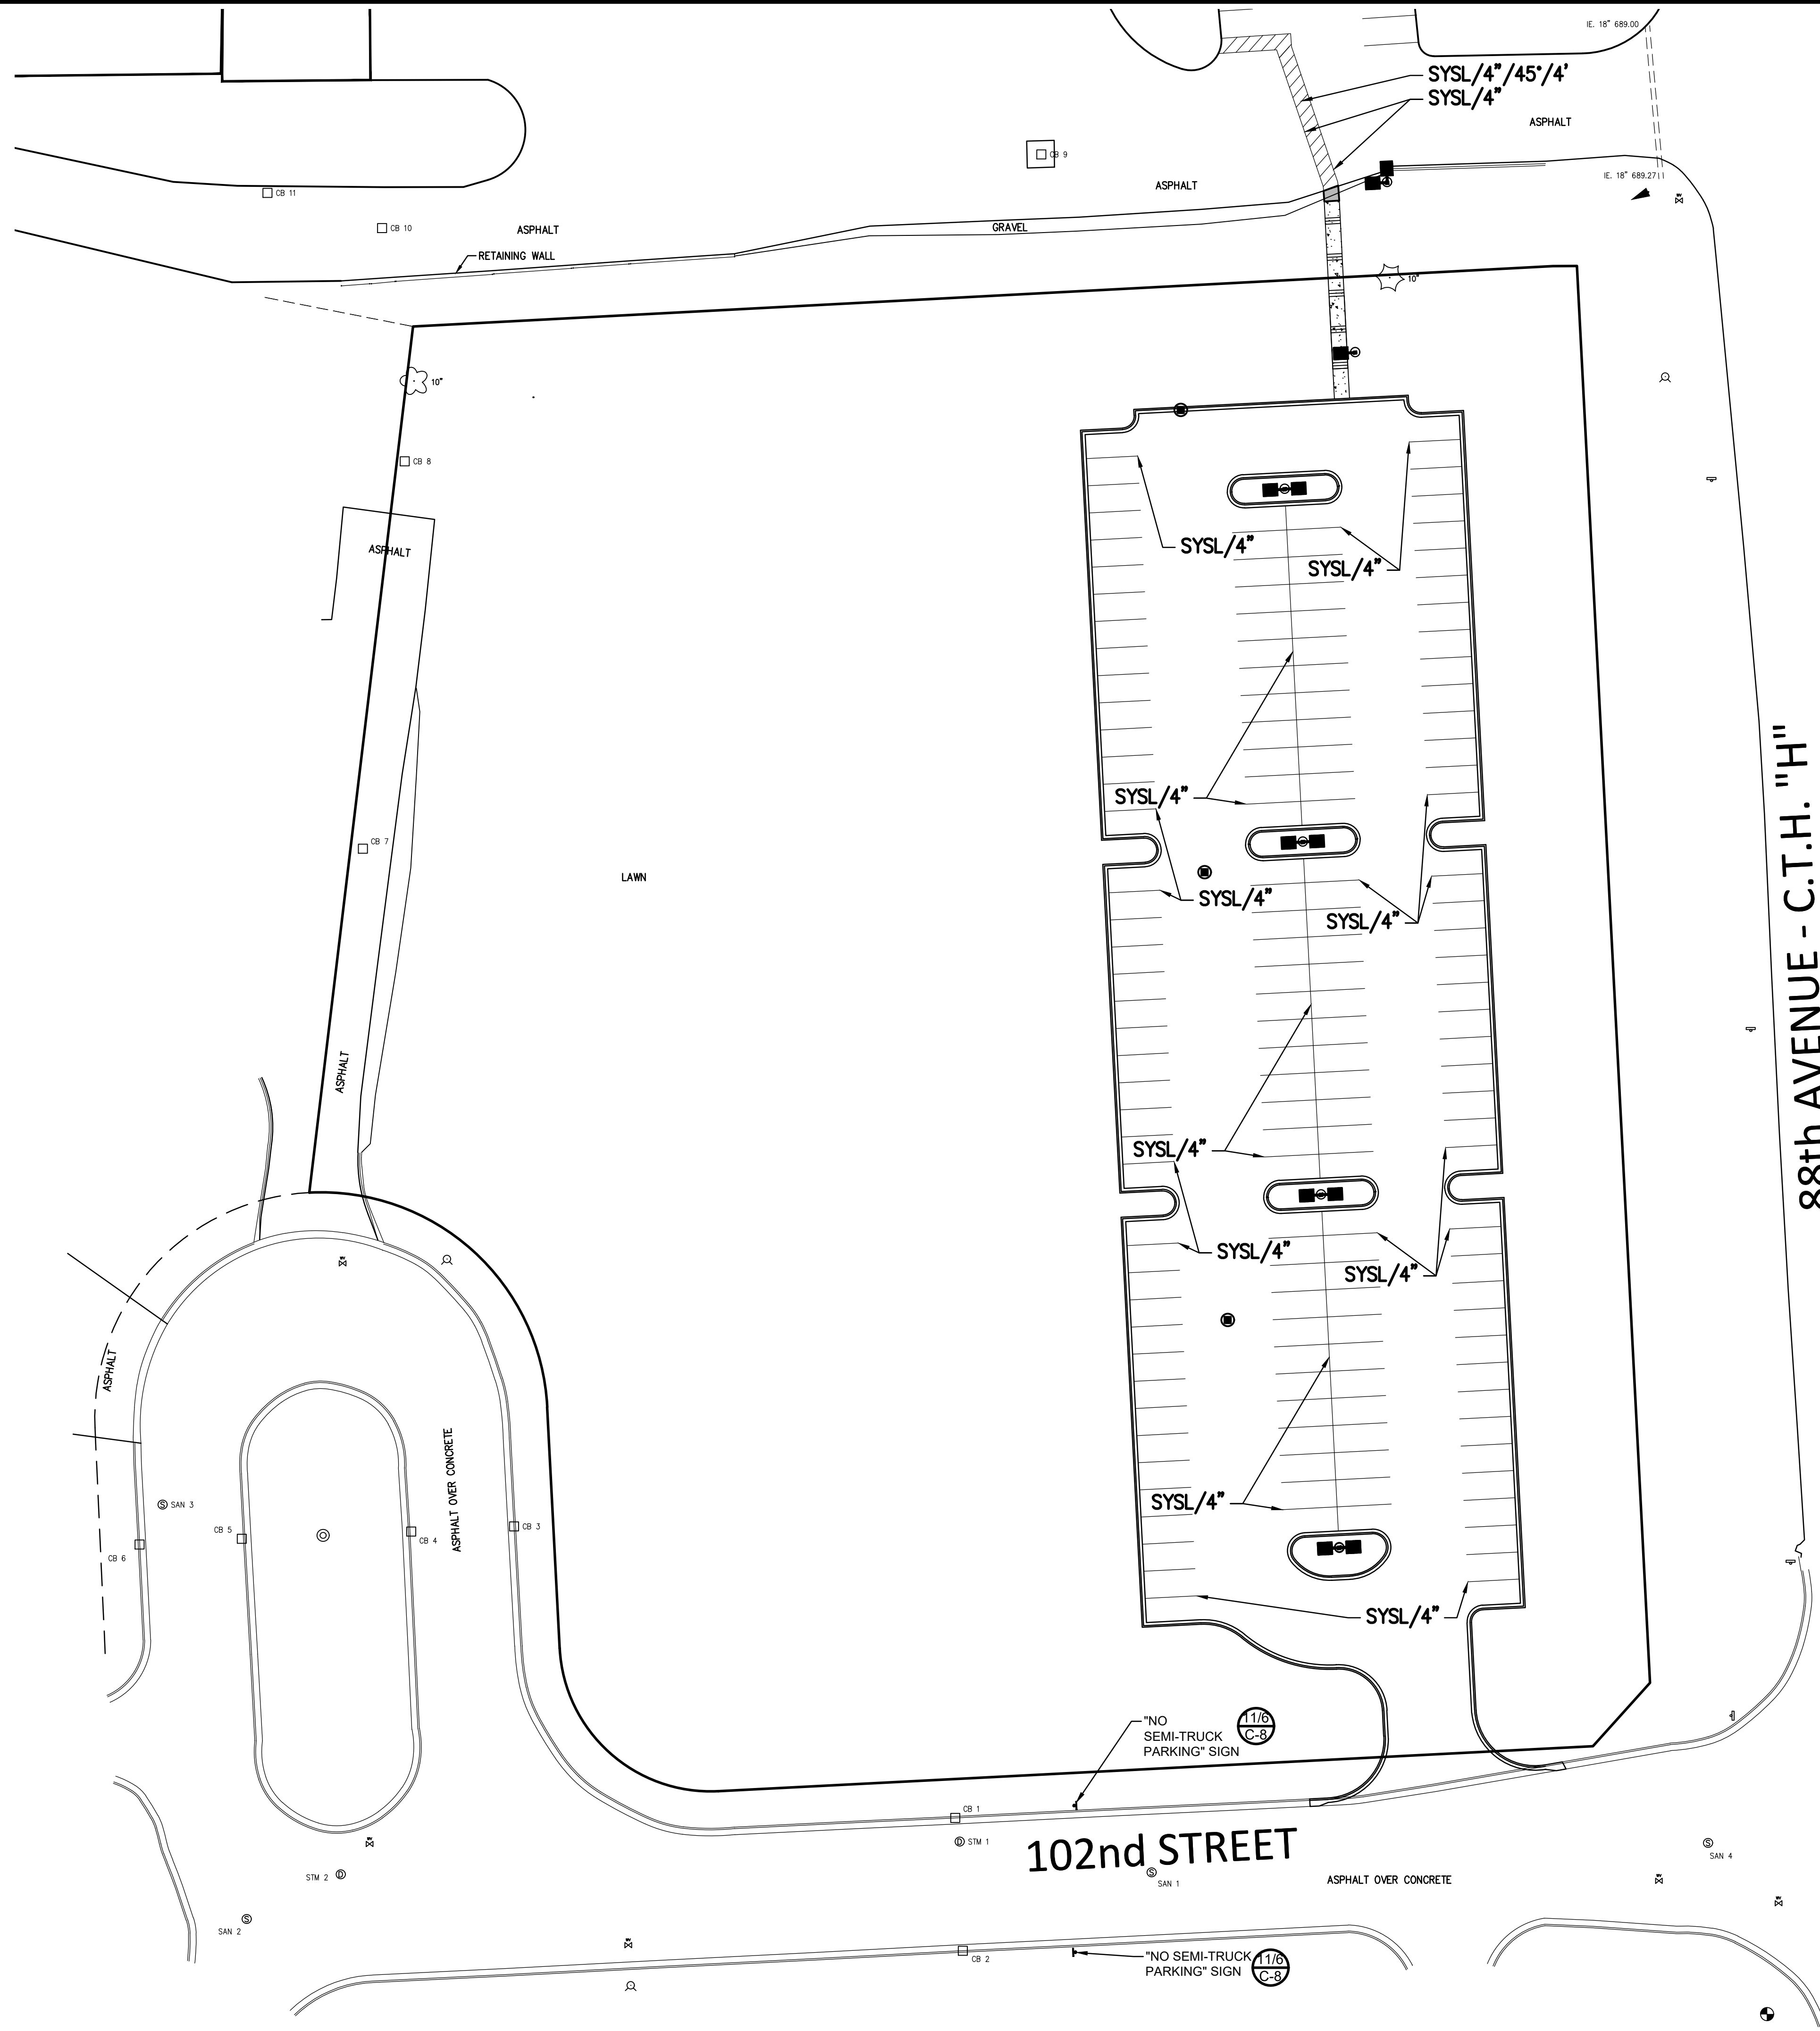 IE. 18" 689.00
SYSL/4"/45°/4'
SYSL/4"
ASPHALT
CB 9
IE. 18" 689.27
ASPHALT
CB 11
GRAVEL
CB 10
ASPHALT
RETAINING WALL
10"
10"
CB 8
SYSL/4"
ASPHALT
SYSL/4"
88th AVENUE - C.T.H. "H"
SYSL/4"
CB 7
LAWN
SYSL/4"
SYSL/4"
ASPHALT
SYSL/4"
SYSL/4"
SYSL/4"
ASPHALT
ASPHALT OVER CONCRETE
S SAN 3
SYSL/4"
CB 5
CB 3
CB 4
CB 6
SYSL/4"
"NO
SEMI-TRUCK
PARKING" SIGN
11/6
C-8
CB 1
D STM 1
102nd STREET
S
SAN 1
S
SAN 4
STM 2 D
ASPHALT OVER CONCRETE
S
SAN 2
CB 2
"NO SEMI-TRUCK
PARKING" SIGN
11/6
C-8